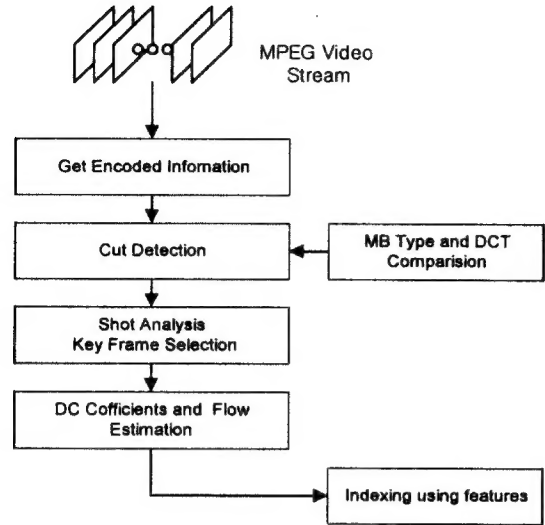 MPEG Video
Stream
Get Encoded Infomation
Cut Detection
MB Type and DCT
Comparision
Shot Analysis
Key Frame Selection
DC Cofficients and Flow
Estimation
Indexing using features